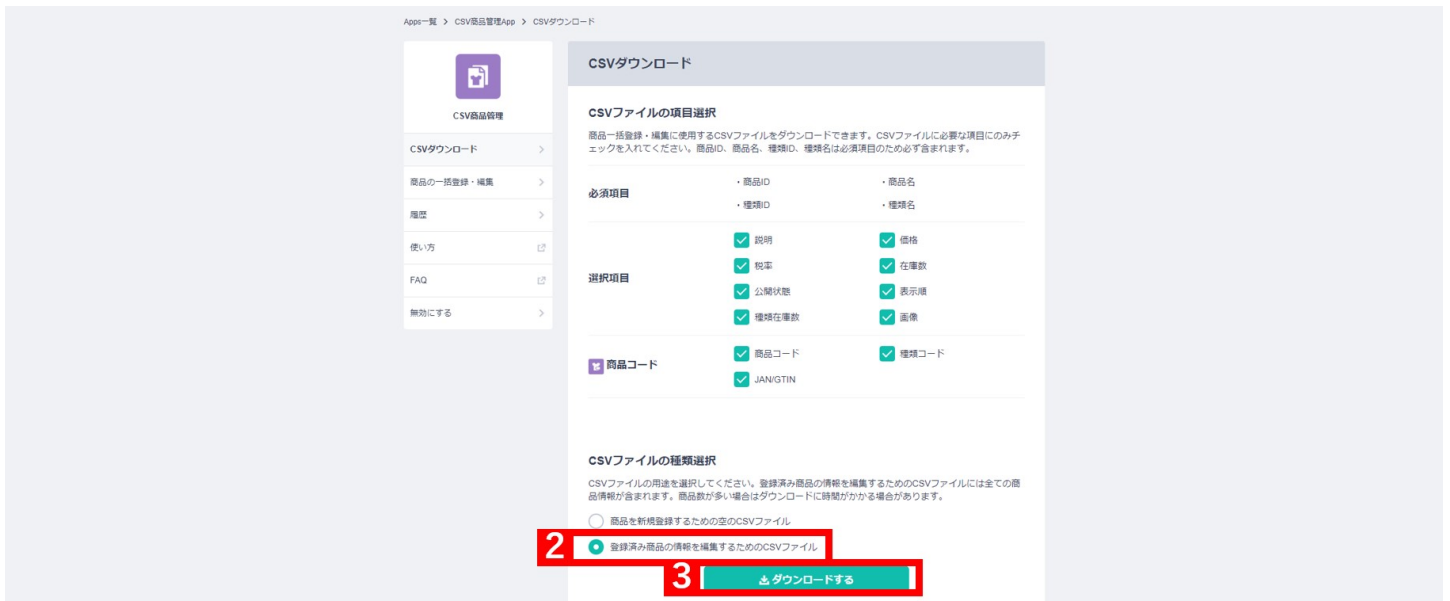 Apps一覧 > CSV商品管理App > CSVダウンロード
CSV商品管理
CSVダウンロード
商品の一括登録・編集
履歴
使い方
FAQ
無効にする
CSVダウンロード
CSVファイルの項目選択
商品一括登録・編集に使用するCSVファイルをダウンロードできます。CSVファイルに必要な項目にのみチ
ェックを入れてください。商品ID、商品名、種類ID、種類名は必須項目のため必ず含まれます。
必須項目
・商品ID ・商品名
・種類ID ・種類名
選択項目
説明 価格
税率 在庫数
公開状態 表示順
種類在庫数 画像
商品コード
商品コード 種類コード
JAN/GTIN
CSVファイルの種類選択
CSVファイルの用途を選択してください。登録済み商品の情報を編集するためのCSVファイルには全ての商
品情報が含まれます。商品数が多い場合はダウンロードに時間がかかる場合があります。
商品を新規登録するための空のCSVファイル
2 登録済み商品の情報を編集するためのCSVファイル
3 ダウンロードする